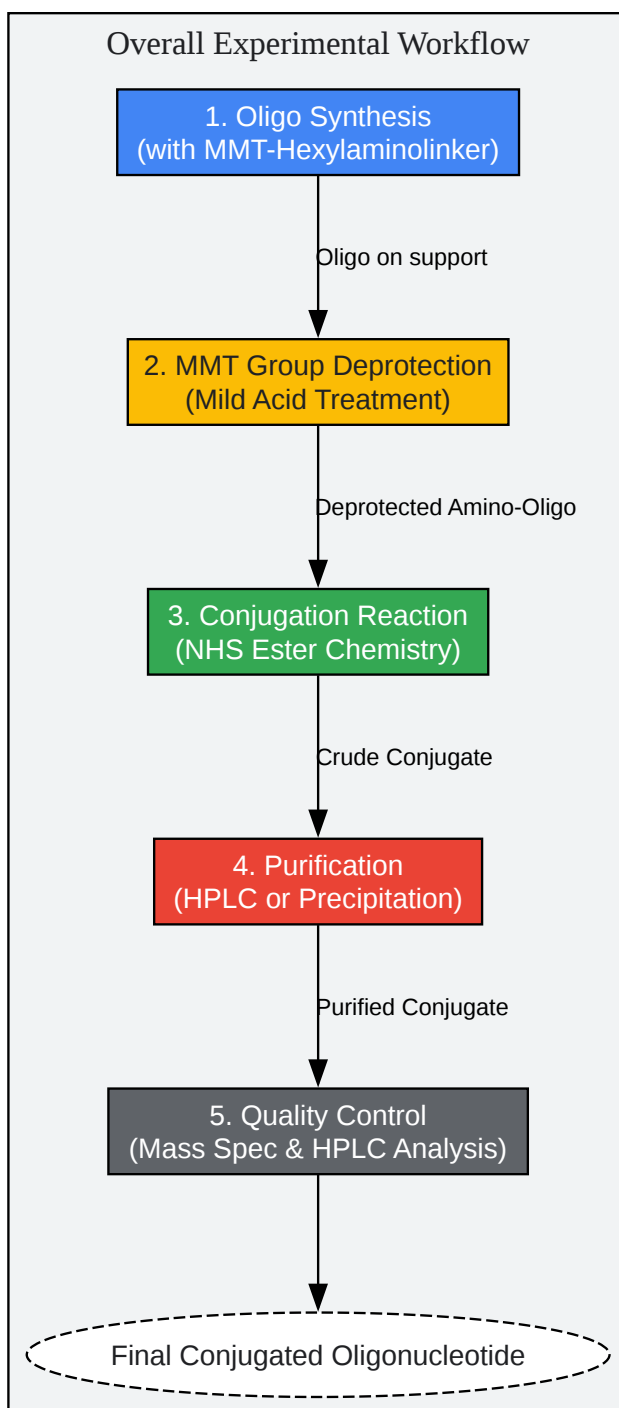 Overall Experimental Workflow
1. Oligo Synthesis
(with MMT-Hexylaminolinker)
Oligo on support
2. MMT Group Deprotection
(Mild Acid Treatment)
Deprotected Amino-Oligo
3. Conjugation Reaction
(NHS Ester Chemistry)
Crude Conjugate
4. Purification
(HPLC or Precipitation)
Purified Conjugate
5. Quality Control
(Mass Spec & HPLC Analysis)
Final Conjugated Oligonucleotide